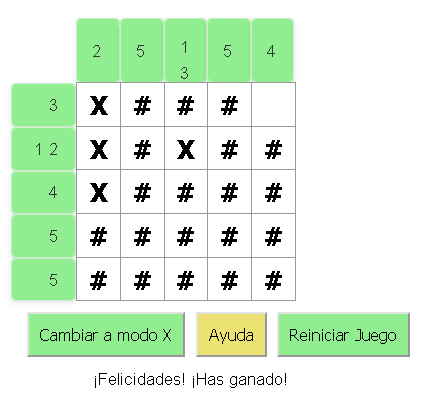 2 5 1 5 4
3
3 X # # #
1 2 X # X # #
4 X # # # #
5 # # # # #
5 # # # # #
Cambiar a modo X Ayuda Reiniciar Juego
¡Felicidades! ¡Has ganado!